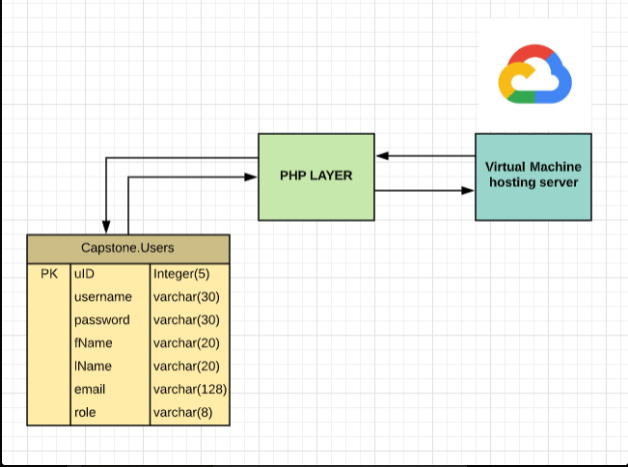 PHP LAYER
Virtual Machine
hosting server
Capstone.Users
PK uID Integer(5)
username varchar(30)
password varchar(30)
fName varchar(20)
lName varchar(20)
email varchar(128)
role varchar(8)